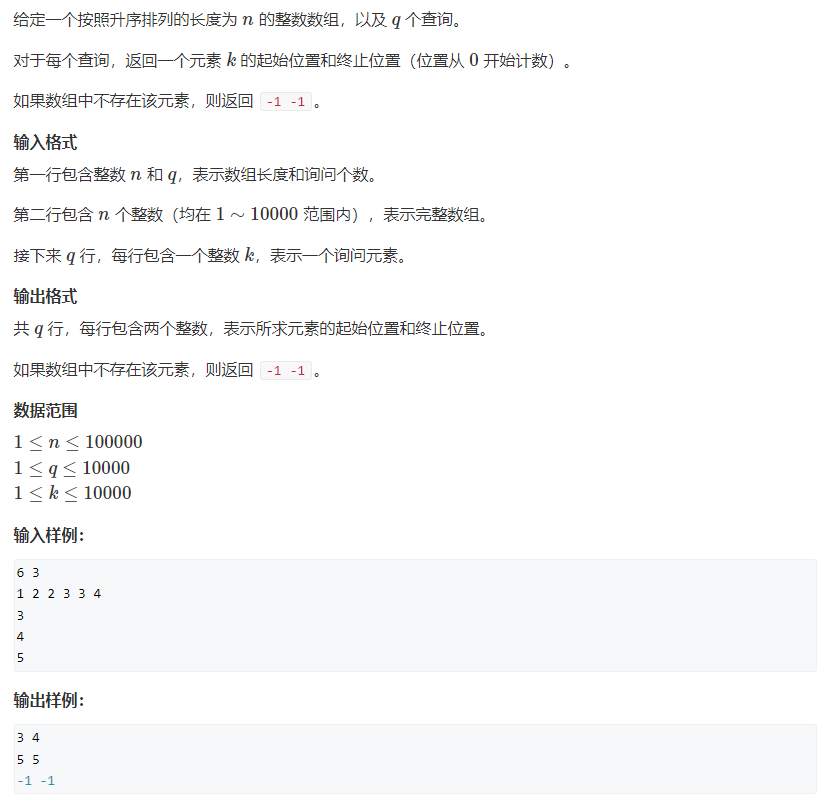 给定一个按照升序排列的长度为 n 的整数数组，以及 q 个查询。
对于每个查询，返回一个元素 k 的起始位置和终止位置（位置从 0 开始计数）。
如果数组中不存在该元素，则返回 -1 -1 。
输入格式
第一行包含整数 n 和 q，表示数组长度和询问个数。
第二行包含 n 个整数（均在 1 ∼ 10000 范围内），表示完整数组。
接下来 q 行，每行包含一个整数 k，表示一个询问元素。
输出格式
共 q 行，每行包含两个整数，表示所求元素的起始位置和终止位置。
如果数组中不存在该元素，则返回 -1 -1 。
数据范围
1 ≤ n ≤ 100000
1 ≤ q ≤ 10000
1 ≤ k ≤ 10000
输入样例：
6 3
1 2 2 3 3 4
3
4
5
输出样例：
3 4
5 5
-1 -1